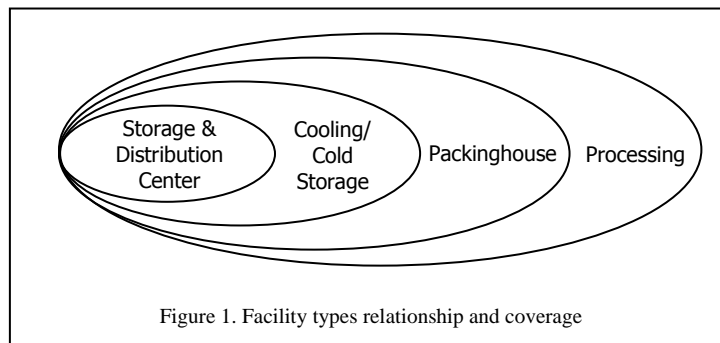 Storage &
Distribution
Center
Cooling/
Cold
Storage
Packinghouse
Processing
Figure 1. Facility types relationship and coverage